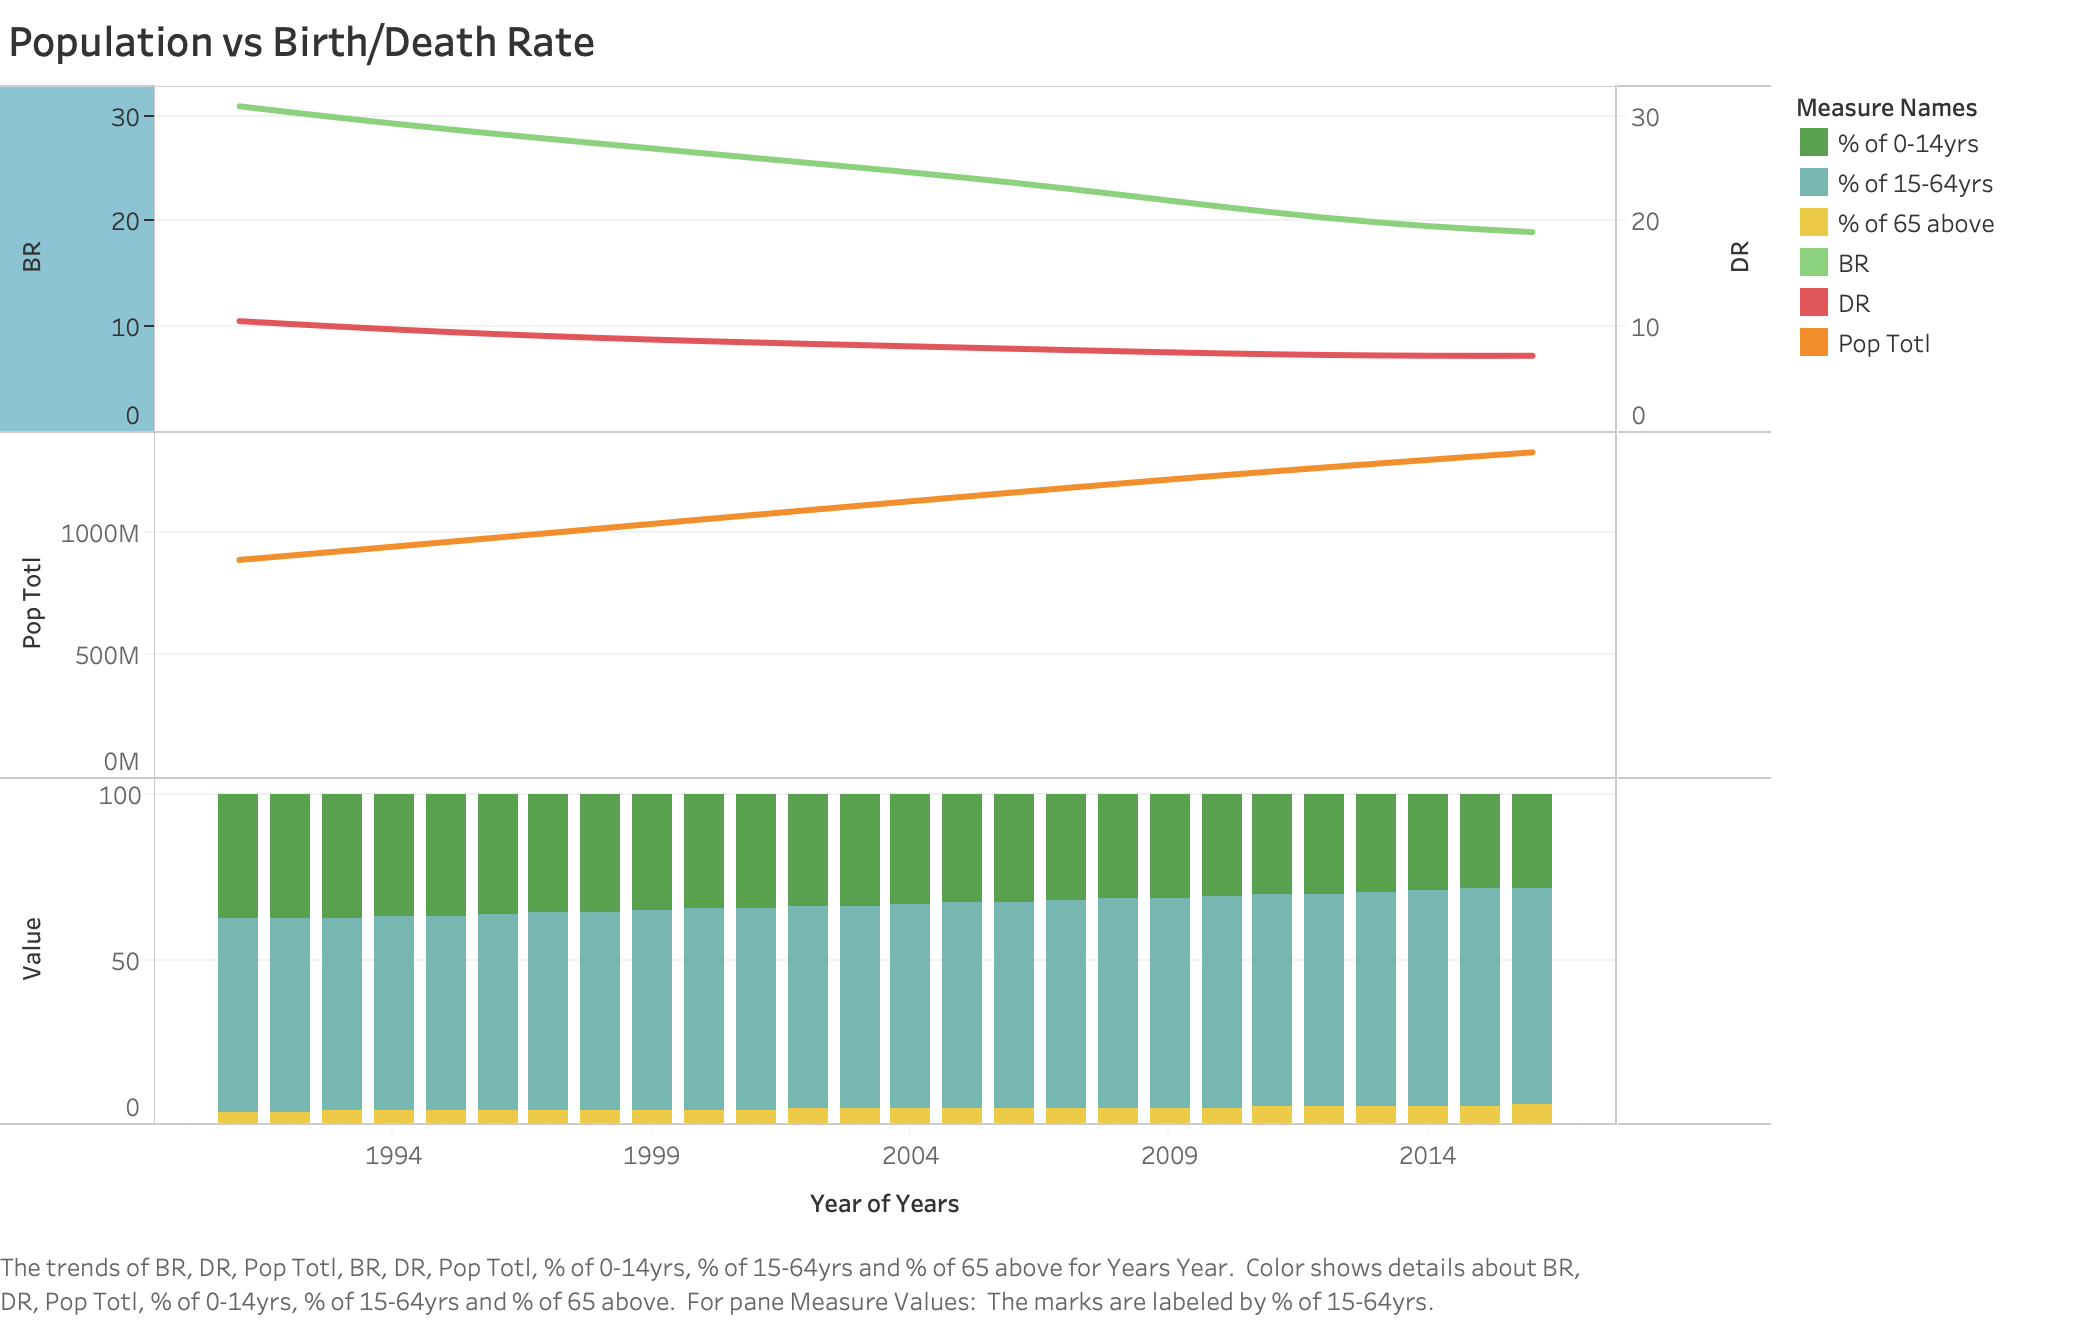 Population vs Birth/Death Rate
30
20
10
0
BR
30
20
10
0
DR
Measure Names
% of 0-14yrs
% of 15-64yrs
% of 65 above
BR
DR
Pop Totl
1000M
500M
0M
Pop Totl
100
50
0
Value
1994 1999 2004 2009 2014
Year of Years
The trends of BR, DR, Pop Totl, BR, DR, Pop Totl, % of 0-14yrs, % of 15-64yrs and % of 65 above for Years Year.  Color shows details about BR,
DR, Pop Totl, % of 0-14yrs, % of 15-64yrs and % of 65 above.  For pane Measure Values:  The marks are labeled by % of 15-64yrs.